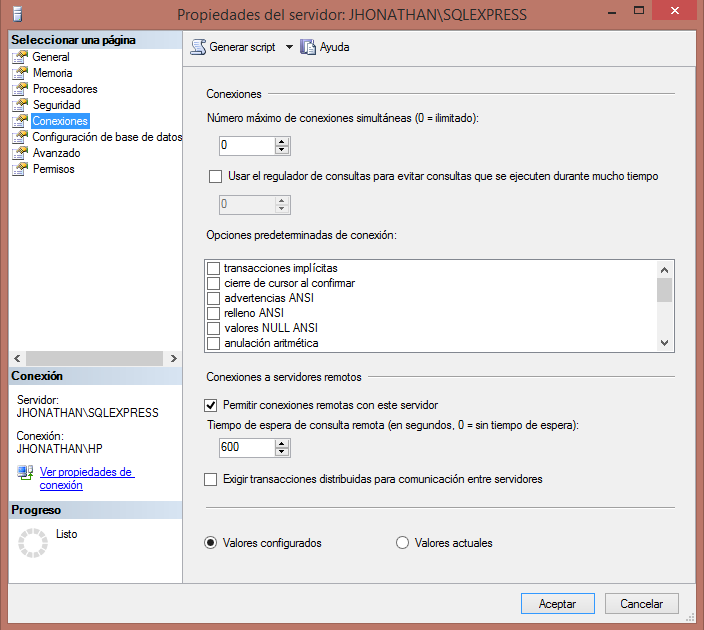 Propiedades del servidor: JHONATHAN\SQLEXPRESS
Seleccionar una página
General
Memoria
Procesadores
Seguridad
Conexiones
Configuración de base de datos
Avanzado
Permisos
Conexión
Servidor:
JHONATHAN\SQLEXPRESS
Conexión:
JHONATHAN\HP
Ver propiedades de
conexión
Progreso
Listo
Generar script
Ayuda
Conexiones
Número máximo de conexiones simultáneas (0 = ilimitado):
0
Usar el regulador de consultas para evitar consultas que se ejecuten durante mucho tiempo
0
Opciones predeterminadas de conexión:
transacciones implícitas
cierre de cursor al confirmar
advertencias ANSI
relleno ANSI
valores NULL ANSI
anulación aritmética
Conexiones a servidores remotos
Permitir conexiones remotas con este servidor
Tiempo de espera de consulta remota (en segundos, 0 = sin tiempo de espera):
600
Exigir transacciones distribuidas para comunicación entre servidores
Valores configurados
Valores actuales
Aceptar
Cancelar